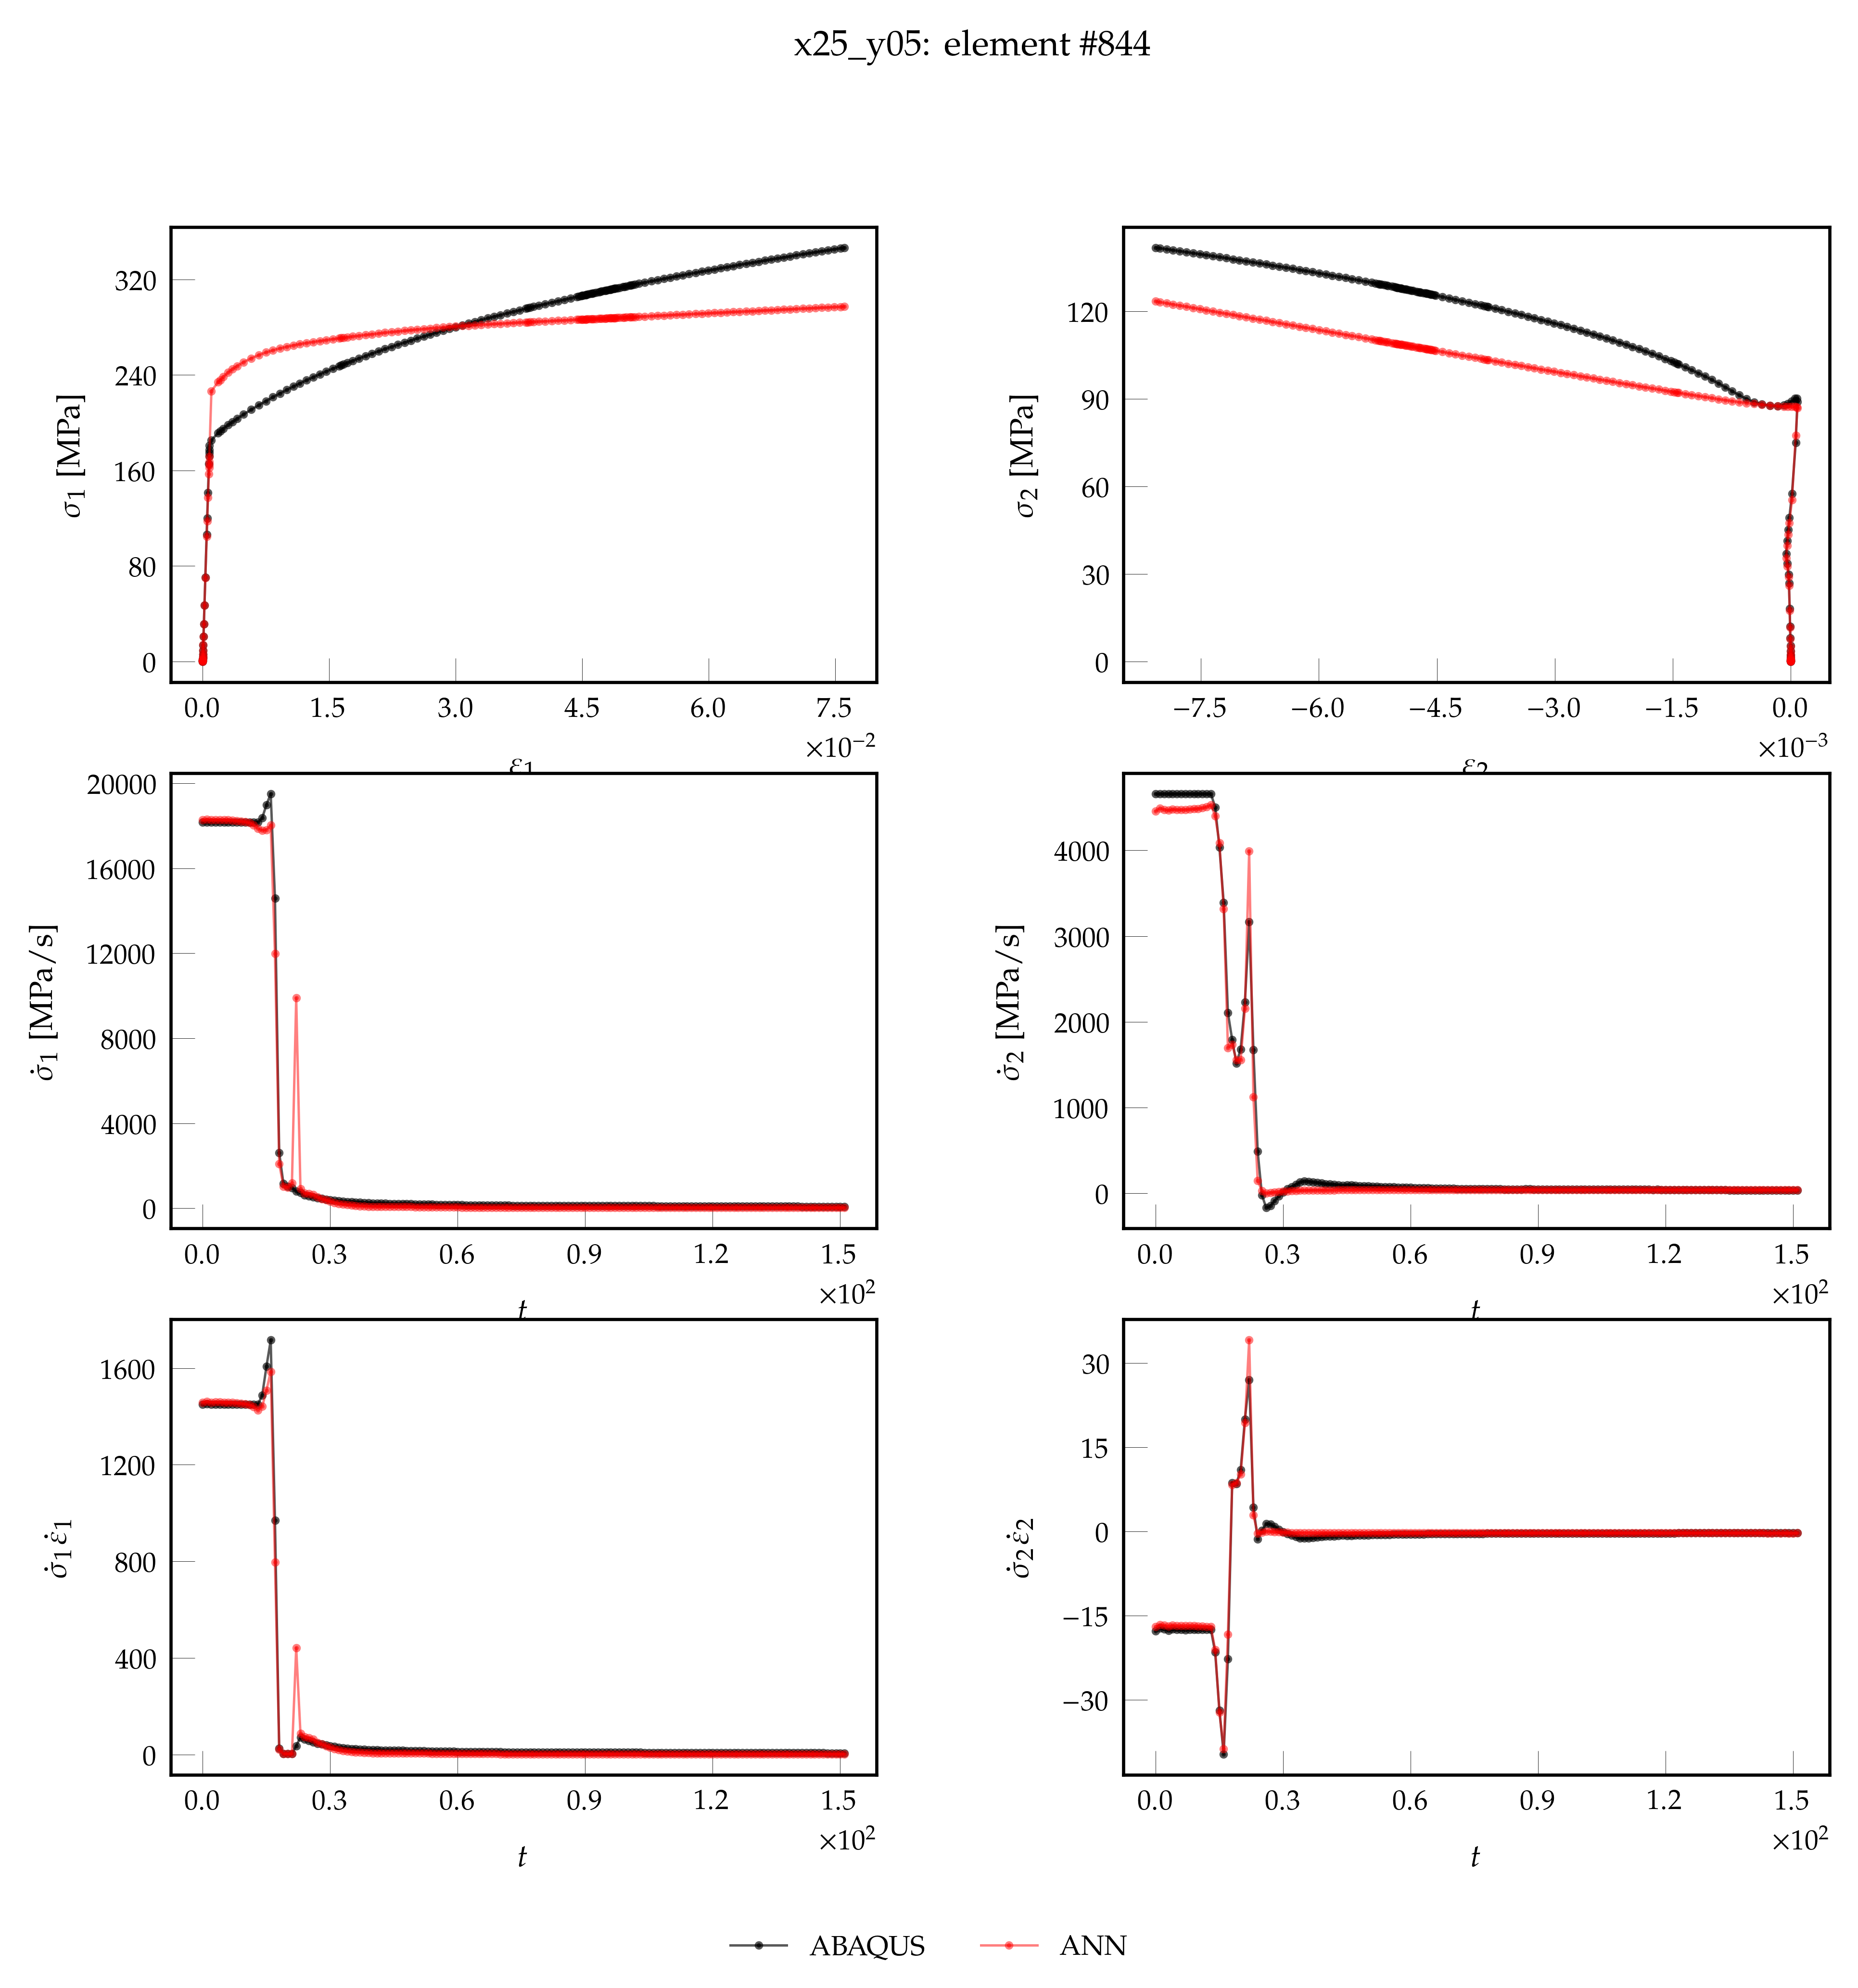 x25_y05: element #844
σ1 [MPa]
320
240
160
80
0
0.0 1.5 3.0 4.5 6.0 7.5
×10−2
ε1
σ2 [MPa]
120
90
60
30
0
−7.5 −6.0 −4.5 −3.0 −1.5 0.0
×10−3
ε2
σ̇1 [MPa/s]
20000
16000
12000
8000
4000
0
0.0 0.3 0.6 0.9 1.2 1.5
×102
t
σ̇2 [MPa/s]
4000
3000
2000
1000
0
0.0 0.3 0.6 0.9 1.2 1.5
×102
t
σ̇1ε̇1
1600
1200
800
400
0
0.0 0.3 0.6 0.9 1.2 1.5
×102
t
σ̇2ε̇2
30
15
0
−15
−30
0.0 0.3 0.6 0.9 1.2 1.5
×102
t
ABAQUS ANN